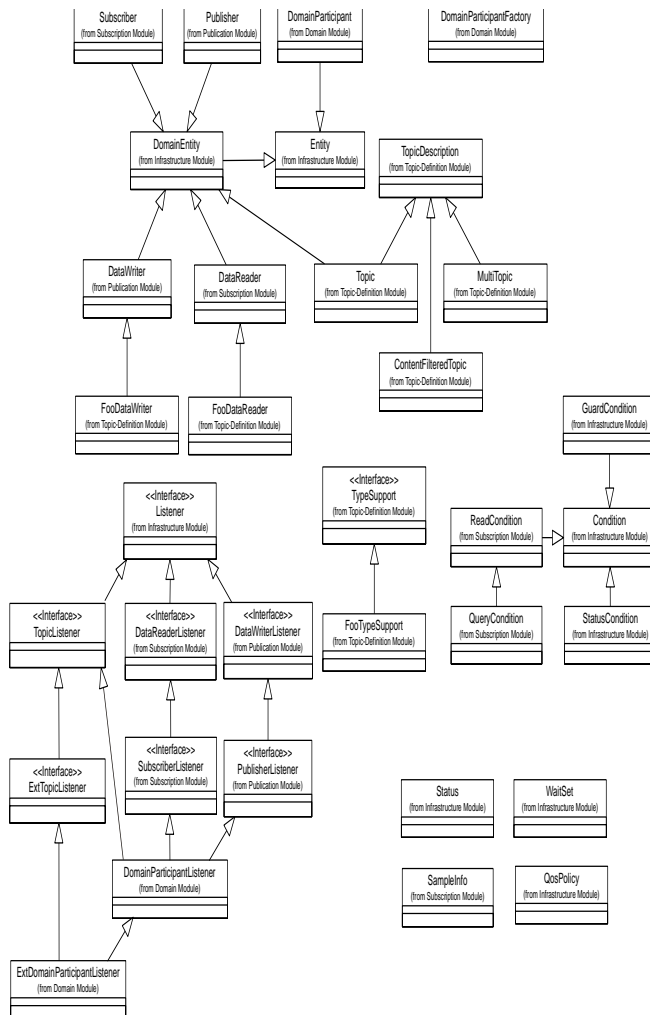 Subscriber
(from Subscription Module)
Publisher
(from Publication Module)
DomainParticipant
(from Domain Module)
DomainParticipantFactory
(from Domain Module)
DomainEntity
(from Infrastructure Module)
Entity
(from Infrastructure Module)
TopicDescription
(from Topic-Definition Module)
DataWriter
(from Publication Module)
DataReader
(from Subscription Module)
Topic
(from Topic-Definition Module)
MultiTopic
(from Topic-Definition Module)
ContentFilteredTopic
(from Topic-Definition Module)
FooDataWriter
(from Topic-Definition Module)
FooDataReader
(from Topic-Definition Module)
GuardCondition
(from Infrastructure Module)
<<Interface>>
Listener
(from Infrastructure Module)
<<Interface>>
TypeSupport
(from Topic-Definition Module)
ReadCondition
(from Subscription Module)
Condition
(from Infrastructure Module)
<<Interface>>
TopicListener
<<Interface>>
DataReaderListener
(from Subscription Module)
<<Interface>>
DataWriterListener
(from Publication Module)
FooTypeSupport
(from Topic-Definition Module)
QueryCondition
(from Subscription Module)
StatusCondition
(from Infrastructure Module)
<<Interface>>
ExtTopicListener
<<Interface>>
SubscriberListener
(from Subscription Module)
<<Interface>>
PublisherListener
(from Publication Module)
Status
(from Infrastructure Module)
WaitSet
(from Infrastructure Module)
DomainParticipantListener
(from Domain Module)
SampleInfo
(from Subscription Module)
QosPolicy
(from Infrastructure Module)
ExtDomainParticipantListener
(from Domain Module)